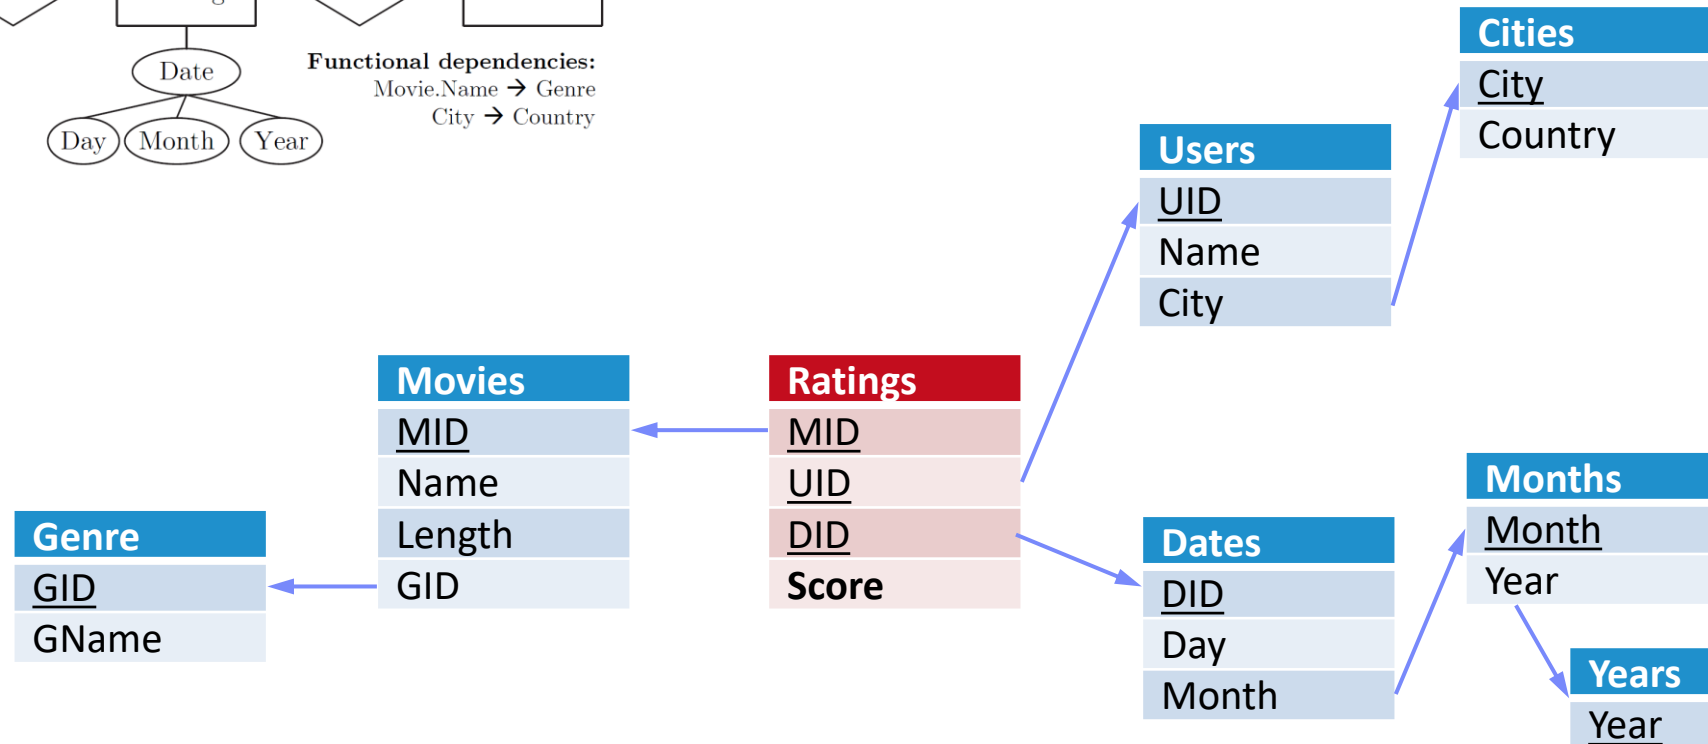 Date
Day
Month
Year
Functional dependencies:
Movie.Name → Genre
City → Country
Cities
City
Country
Users
UID
Name
City
Movies
MID
Name
Length
GID
Ratings
MID
UID
DID
Score
Genre
GID
GName
Dates
DID
Day
Month
Months
Month
Year
Years
Year